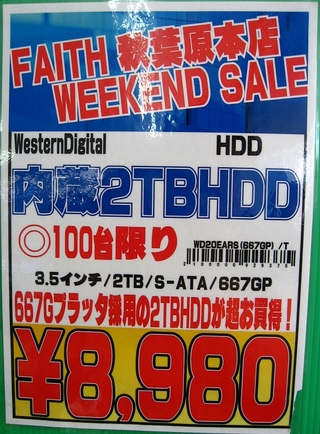 FAITH 秋葉原本店
WEEKEND SALE
WesternDigital HDD
内蔵2TBHDD
◎100台限り
WD20EARS(667GP)/T
3.5インチ/2TB/S-ATA/667GP
667Gプラッタ採用の2TBHDDが超お買得！
¥8,980